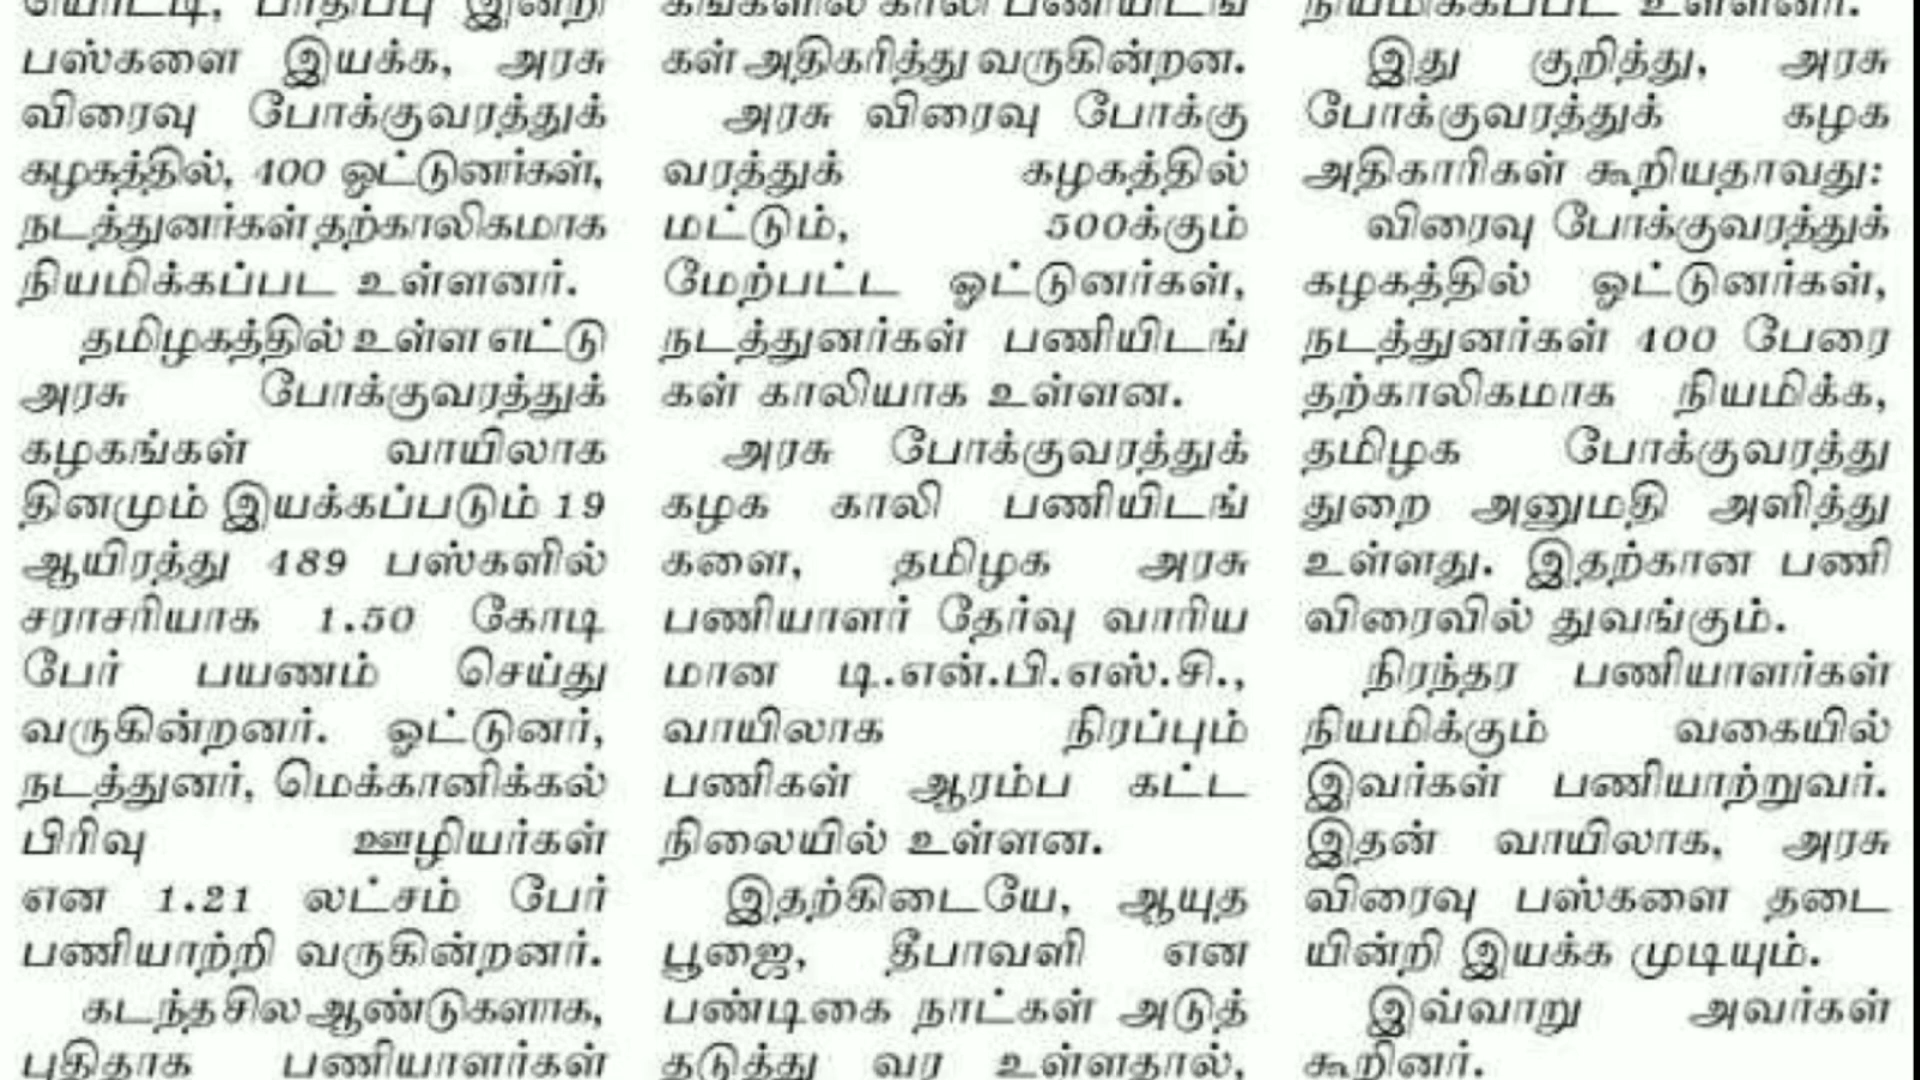 பஸ்களை இயக்க, அரசு
விரைவு போக்குவரத்துக்
கழகத்தில், 400 ஓட்டுனர்கள்,
நடத்துனர்கள் தற்காலிகமாக
நியமிக்கப்பட உள்ளனர்.
தமிழகத்தில் உள்ள எட்டு
அரசு போக்குவரத்துக்
கழகங்கள் வாயிலாக
தினமும் இயக்கப்படும் 19
ஆயிரத்து 489 பஸ்களில்
சராசரியாக 1.50 கோடி
பேர் பயணம் செய்து
வருகின்றனர். ஓட்டுனர்,
நடத்துனர், மெக்கானிக்கல்
பிரிவு ஊழியர்கள்
என 1.21 லட்சம் பேர்
பணியாற்றி வருகின்றனர்.
கடந்த சில ஆண்டுகளாக,
புதிதாக பணியாளர்கள்
காலி பணியிடங்
கள் அதிகரித்து வருகின்றன.
அரசு விரைவு போக்கு
வரத்துக் கழகத்தில்
மட்டும், 500க்கும்
மேற்பட்ட ஓட்டுனர்கள்,
நடத்துனர்கள் பணியிடங்
கள் காலியாக உள்ளன.
அரசு போக்குவரத்துக்
கழக காலி பணியிடங்
களை, தமிழக அரசு
பணியாளர் தேர்வு வாரிய
மான டி.என்.பி.எஸ்.சி.,
வாயிலாக நிரப்பும்
பணிகள் ஆரம்ப கட்ட
நிலையில் உள்ளன.
இதற்கிடையே, ஆயுத
பூஜை, தீபாவளி என
பண்டிகை நாட்கள் அடுத்
தடுத்து வர உள்ளதால்,
நியமிக்கப்பட உள்ளனர்.
இது குறித்து, அரசு
போக்குவரத்துக் கழக
அதிகாரிகள் கூறியதாவது:
விரைவு போக்குவரத்துக்
கழகத்தில் ஓட்டுனர்கள்,
நடத்துனர்கள் 400 பேரை
தற்காலிகமாக நியமிக்க,
தமிழக போக்குவரத்து
துறை அனுமதி அளித்து
உள்ளது. இதற்கான பணி
விரைவில் துவங்கும்.
நிரந்தர பணியாளர்கள்
நியமிக்கும் வகையில்
இவர்கள் பணியாற்றுவர்.
இதன் வாயிலாக, அரசு
விரைவு பஸ்களை தடை
யின்றி இயக்க முடியும்.
இவ்வாறு அவர்கள்
கூறினர்.